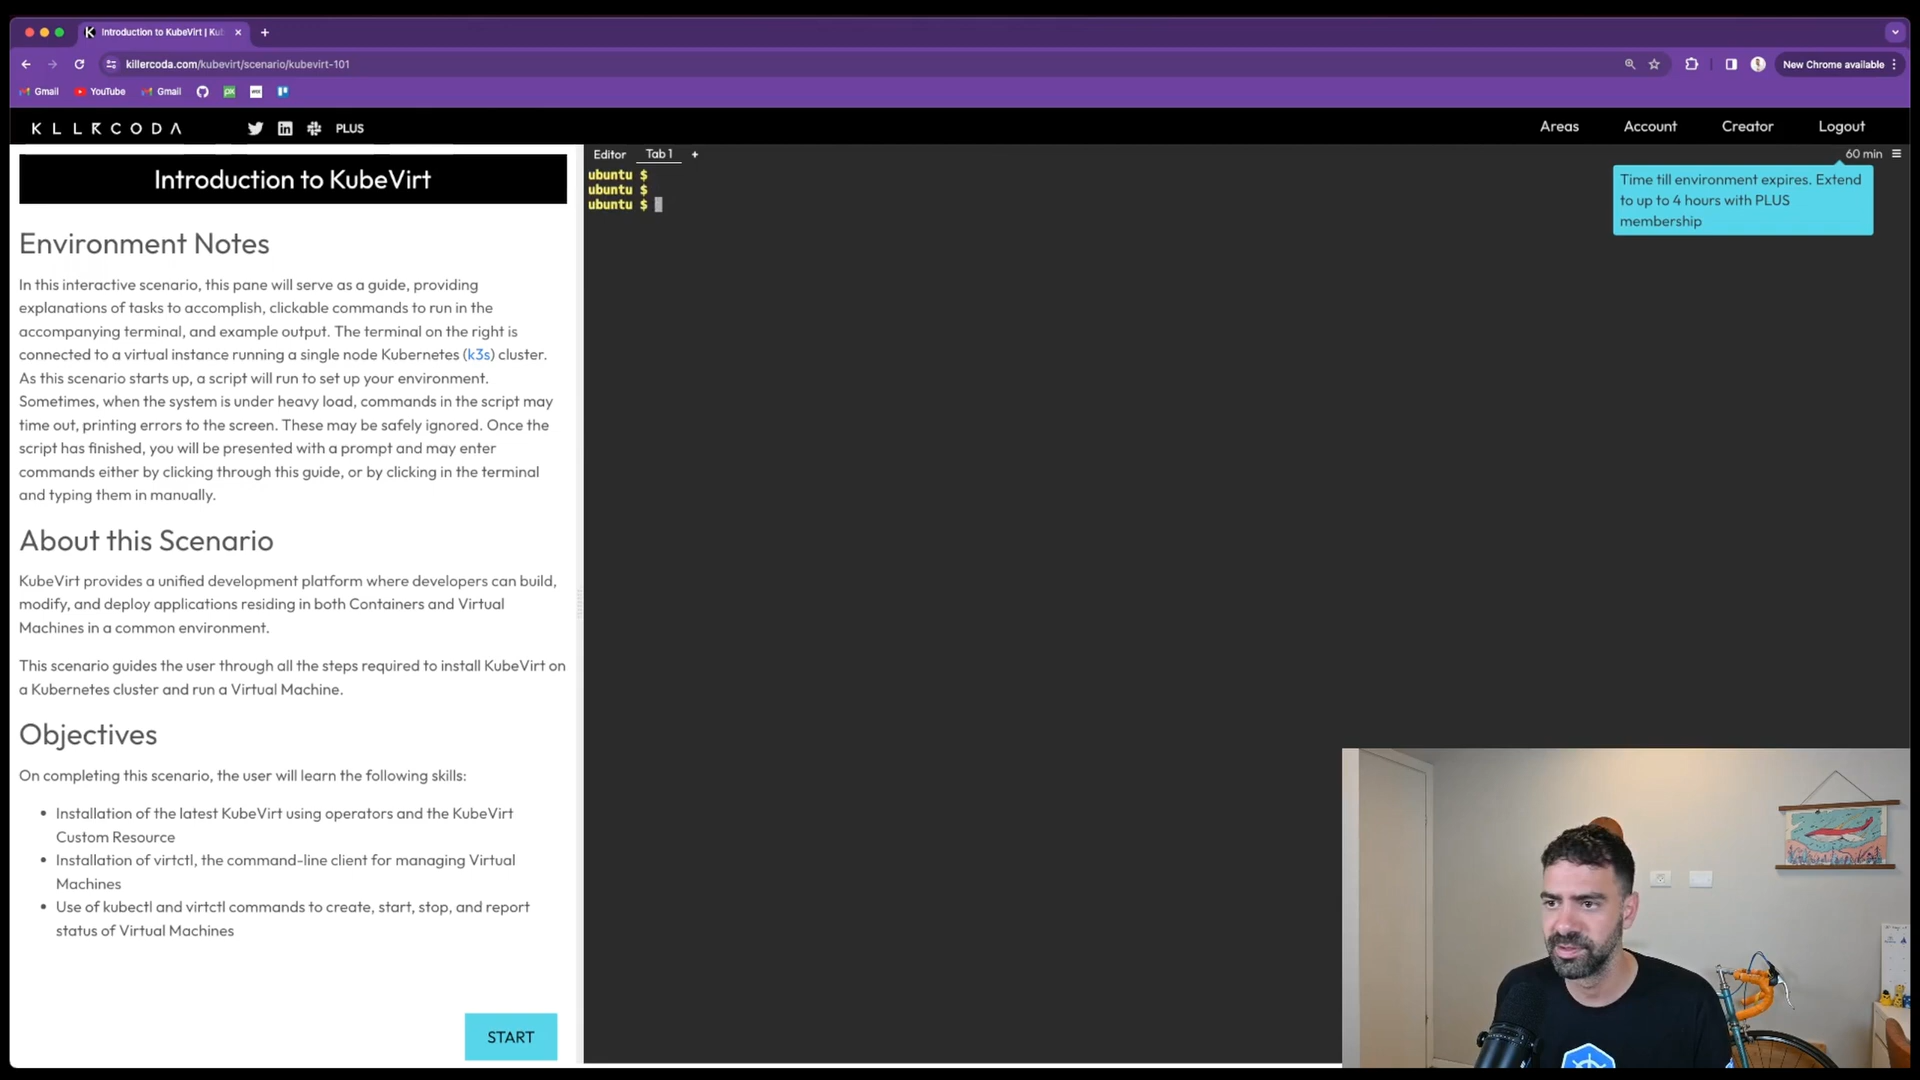 Introduction to KubeVirt | Kub
killercoda.com/kubevirt/scenario/kubevirt-101
New Chrome available
Gmail
YouTube
Gmail
KLLRCODA
PLUS
Areas
Account
Creator
Logout
Introduction to KubeVirt
Environment Notes
In this interactive scenario, this pane will serve as a guide, providing
explanations of tasks to accomplish, clickable commands to run in the
accompanying terminal, and example output. The terminal on the right is
connected to a virtual instance running a single node Kubernetes (k3s) cluster.
As this scenario starts up, a script will run to set up your environment.
Sometimes, when the system is under heavy load, commands in the script may
time out, printing errors to the screen. These may be safely ignored. Once the
script has finished, you will be presented with a prompt and may enter
commands either by clicking through this guide, or by clicking in the terminal
and typing them in manually.
About this Scenario
KubeVirt provides a unified development platform where developers can build,
modify, and deploy applications residing in both Containers and Virtual
Machines in a common environment.
This scenario guides the user through all the steps required to install KubeVirt on
a Kubernetes cluster and run a Virtual Machine.
Objectives
On completing this scenario, the user will learn the following skills:
• Installation of the latest KubeVirt using operators and the KubeVirt
Custom Resource
• Installation of virtctl, the command-line client for managing Virtual
Machines
• Use of kubectl and virtctl commands to create, start, stop, and report
status of Virtual Machines
START
Editor
Tab 1
+
60 min
ubuntu $
ubuntu $
ubuntu $
Time till environment expires. Extend
to up to 4 hours with PLUS
membership